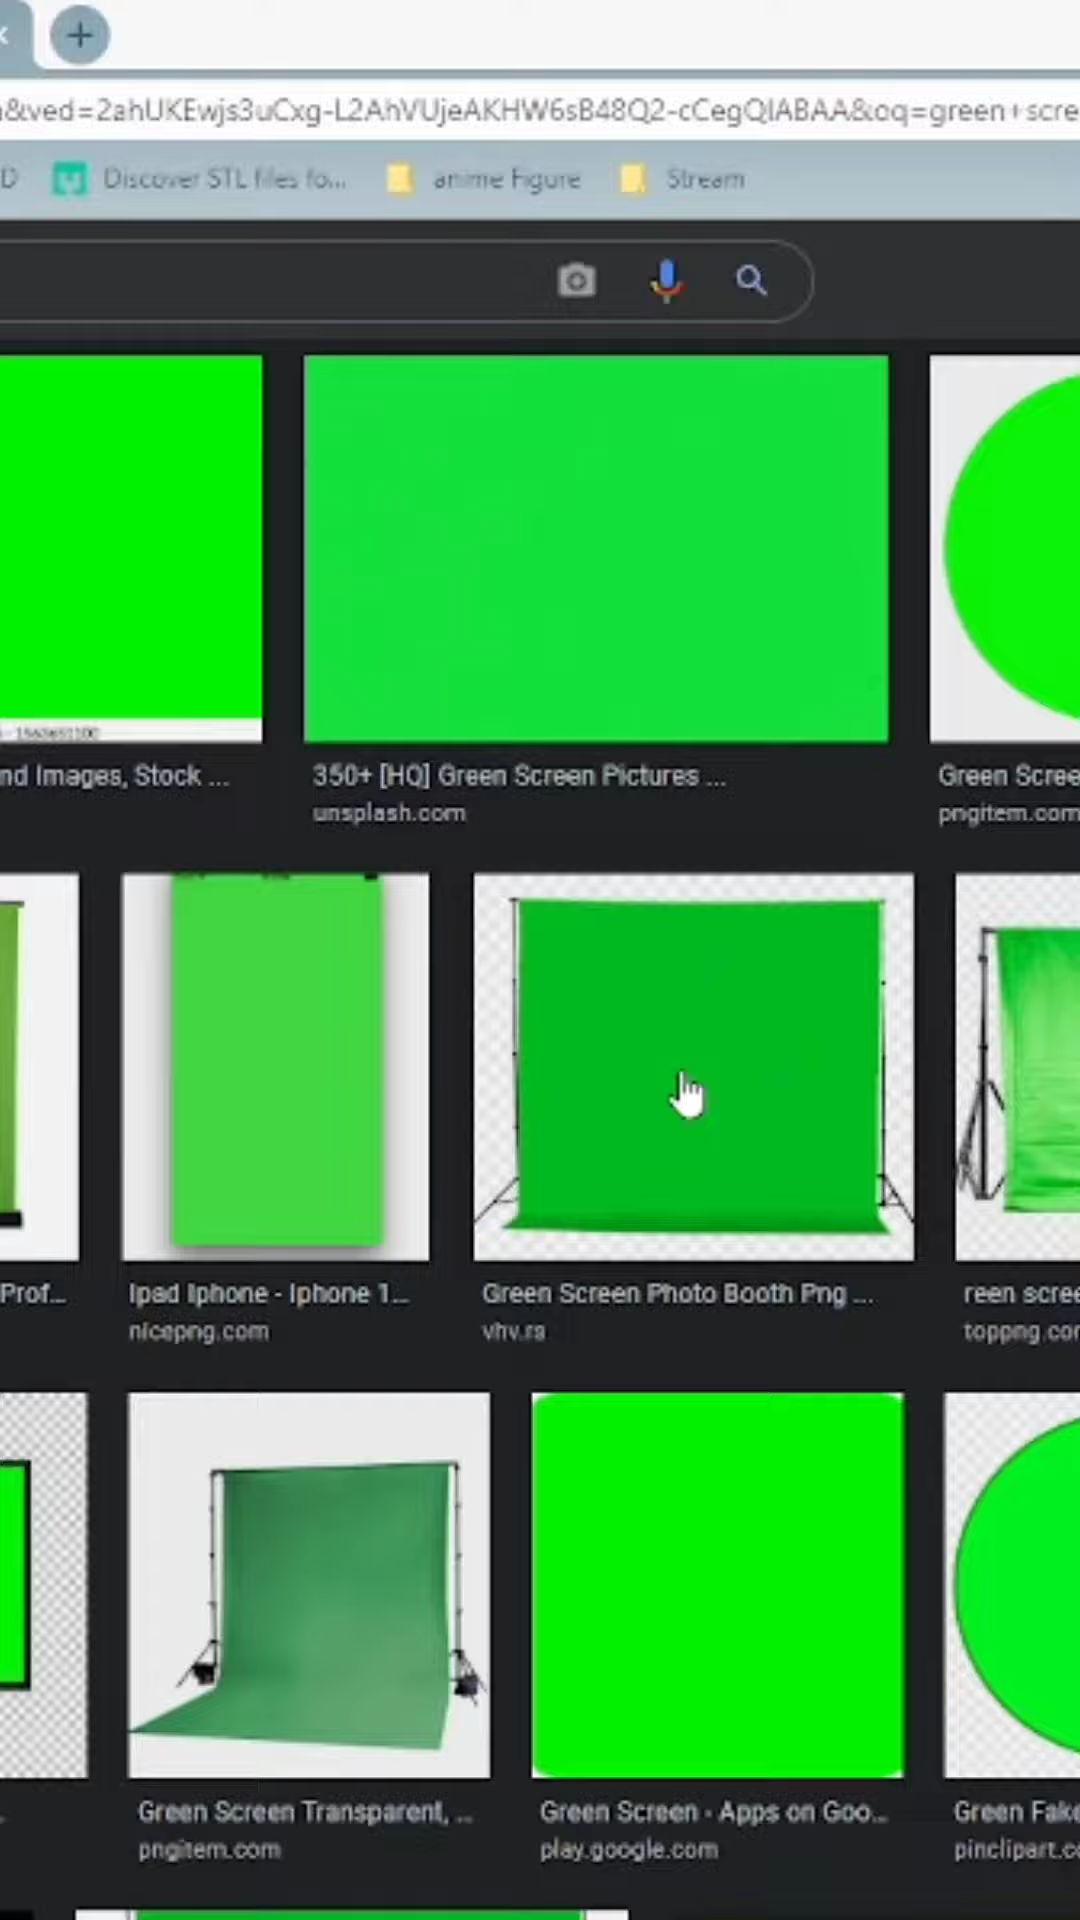 &ved=2ahUKEwjs3uCxg-L2AhVUjeAKHW6sB48Q2-cCegQIABAA&oq=green+scre
D Discover STL files fo... anime Figure Stream
- 1563651100
nd Images, Stock ...
350+ [HQ] Green Screen Pictures ...
Green Scree
unsplash.com
pngitem.com
Prof...
Ipad Iphone - Iphone 1...
Green Screen Photo Booth Png ...
reen scree
nicepng.com
vhv.rs
toppng.co
Green Screen Transparent, ...
Green Screen - Apps on Goo...
Green Fake
pngitem.com
play.google.com
pinclipart.c